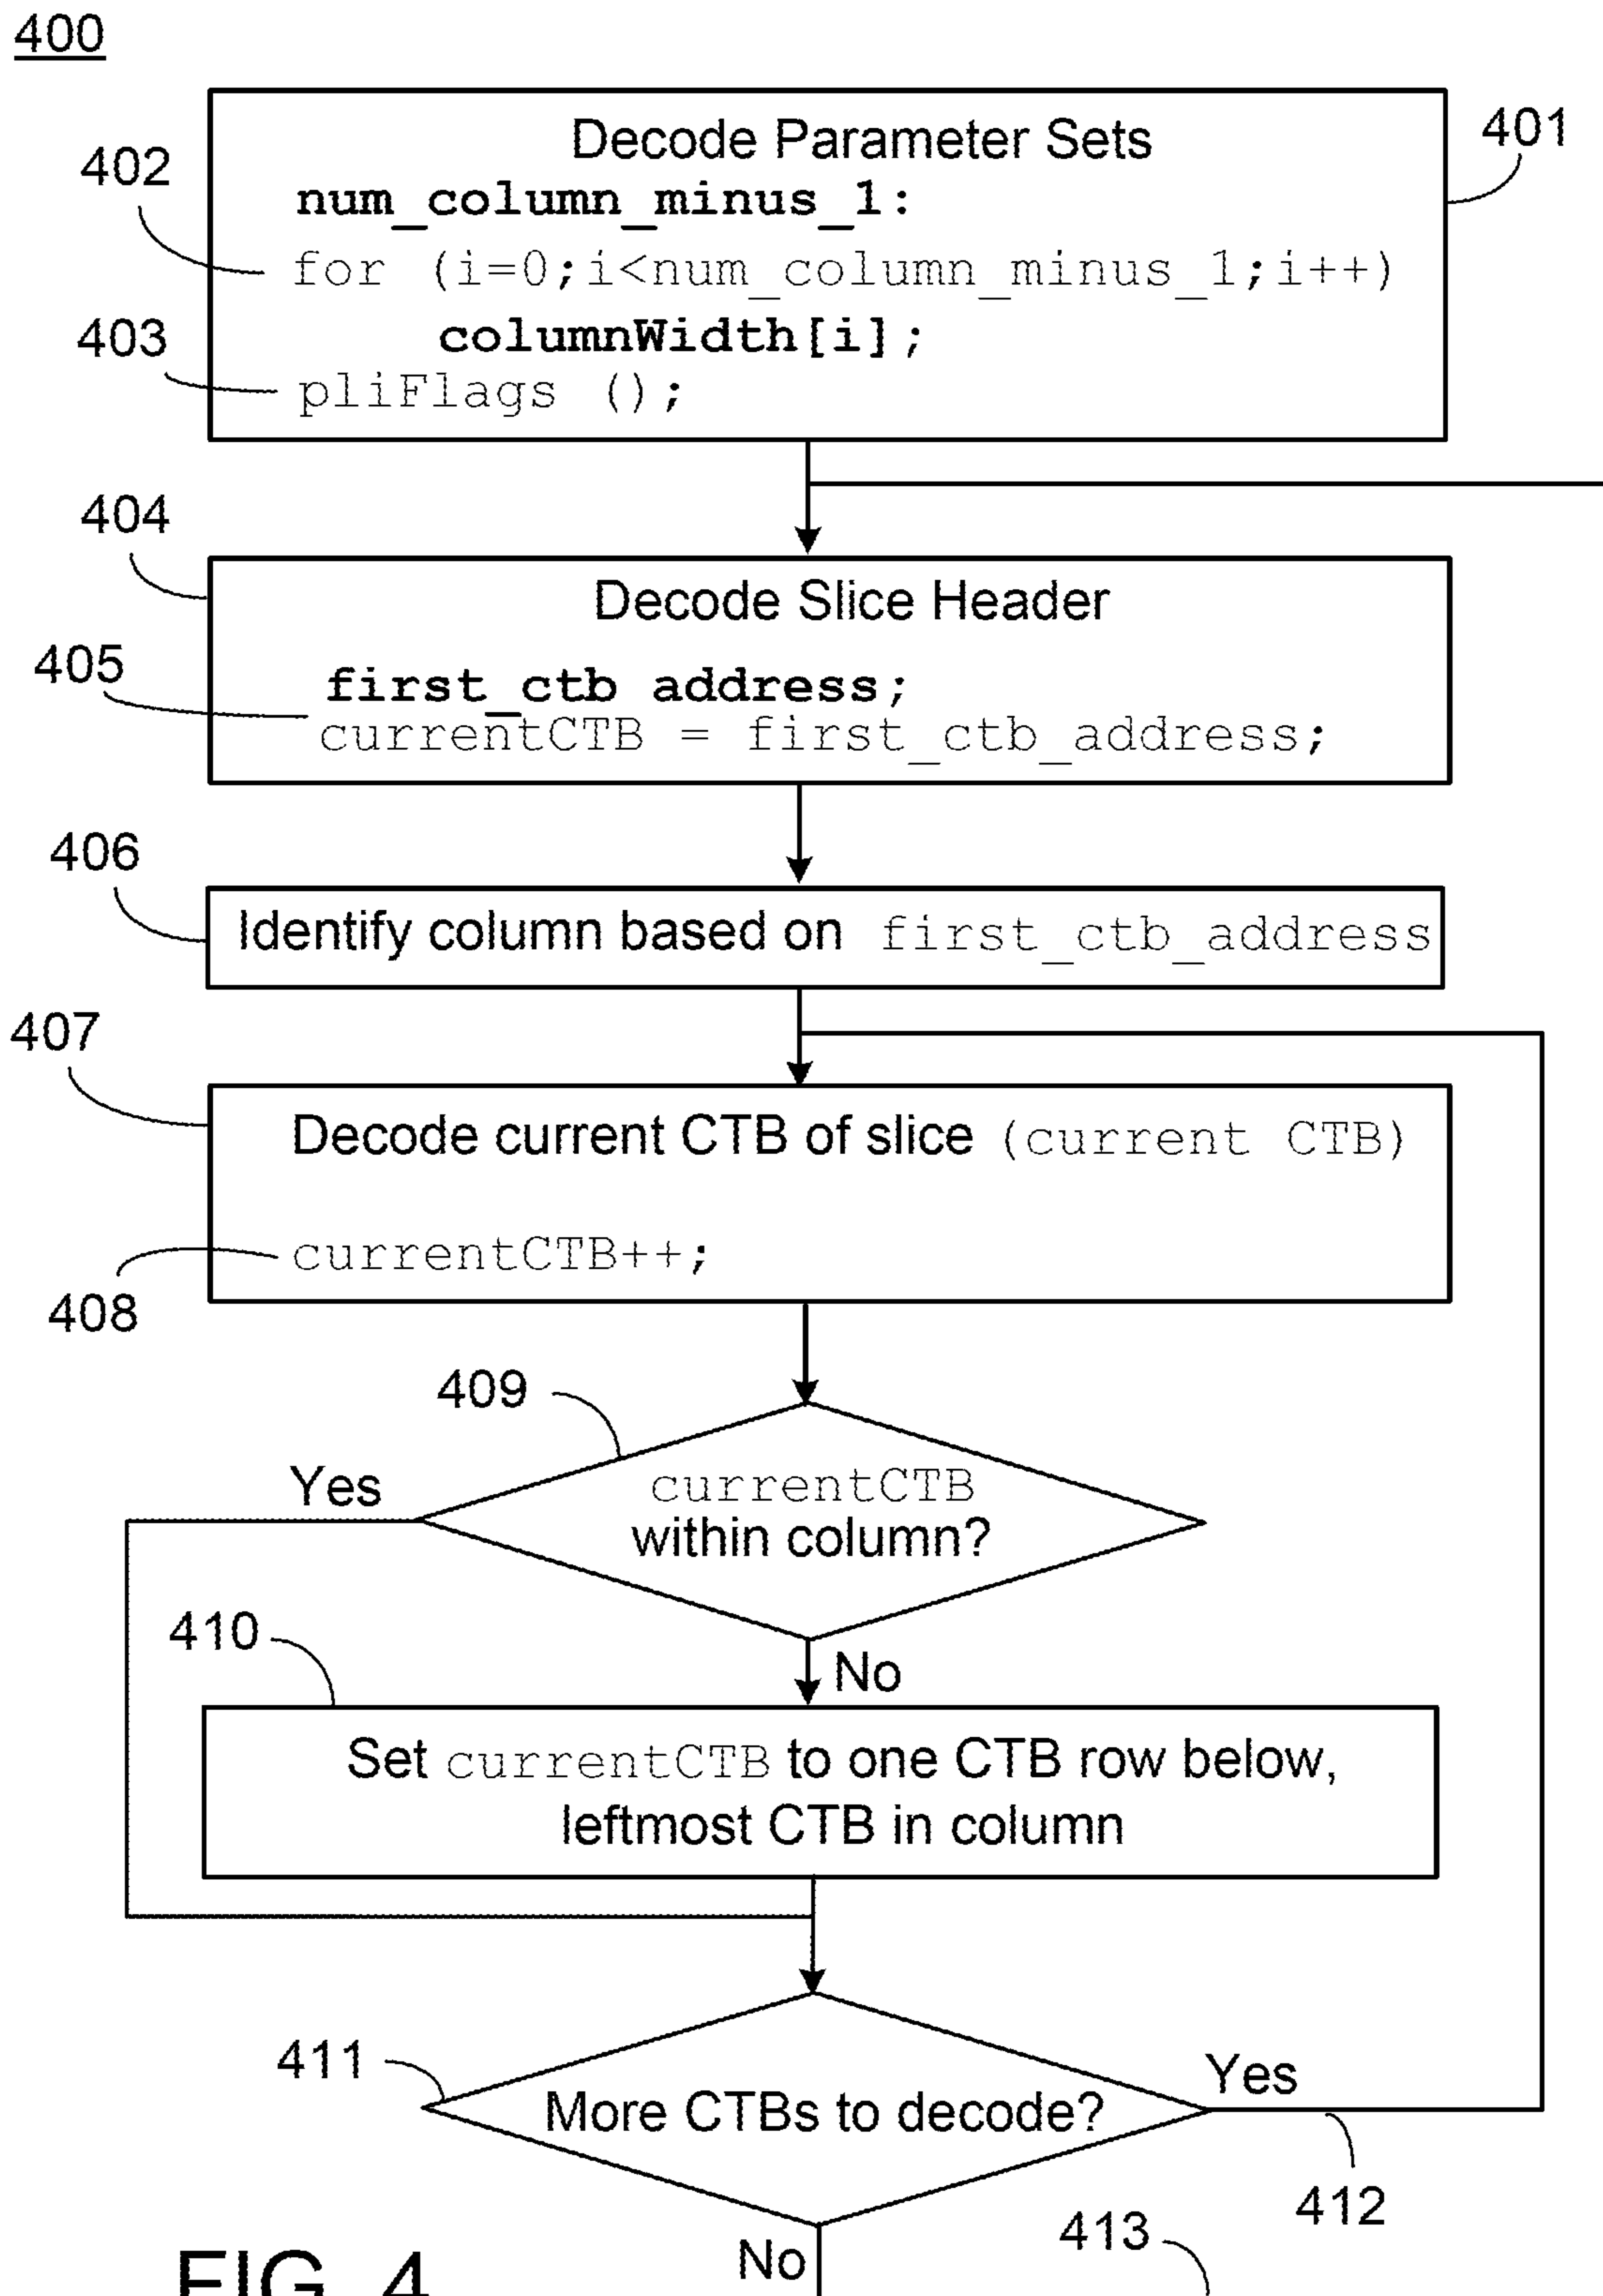 400
Decode Parameter Sets
401
402
num_column_minus_1:
for (i=0;i<num_column_minus_1;i++)
403
columnWidth[i];
pliFlags ();
404
Decode Slice Header
405
first_ctb address;
currentCTB = first_ctb_address;
406
Identify column based on first_ctb_address
407
Decode current CTB of slice (current CTB)
currentCTB++;
408
409
Yes
currentCTB
within column?
410
No
Set currentCTB to one CTB row below,
leftmost CTB in column
411
Yes
More CTBs to decode?
412
413
No
FIG. 4